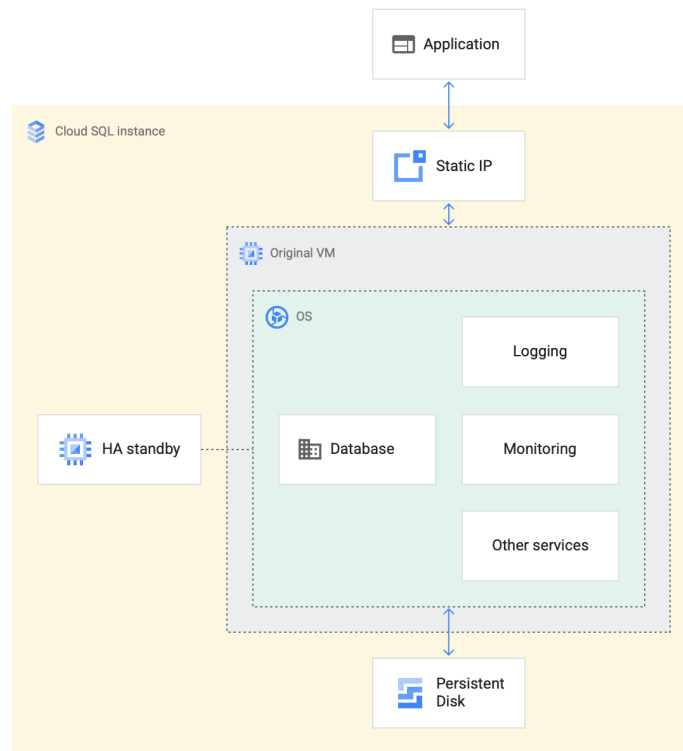 Application
Cloud SQL instance
Static IP
Original VM
OS
Logging
HA standby
Database
Monitoring
Other services
Persistent
Disk